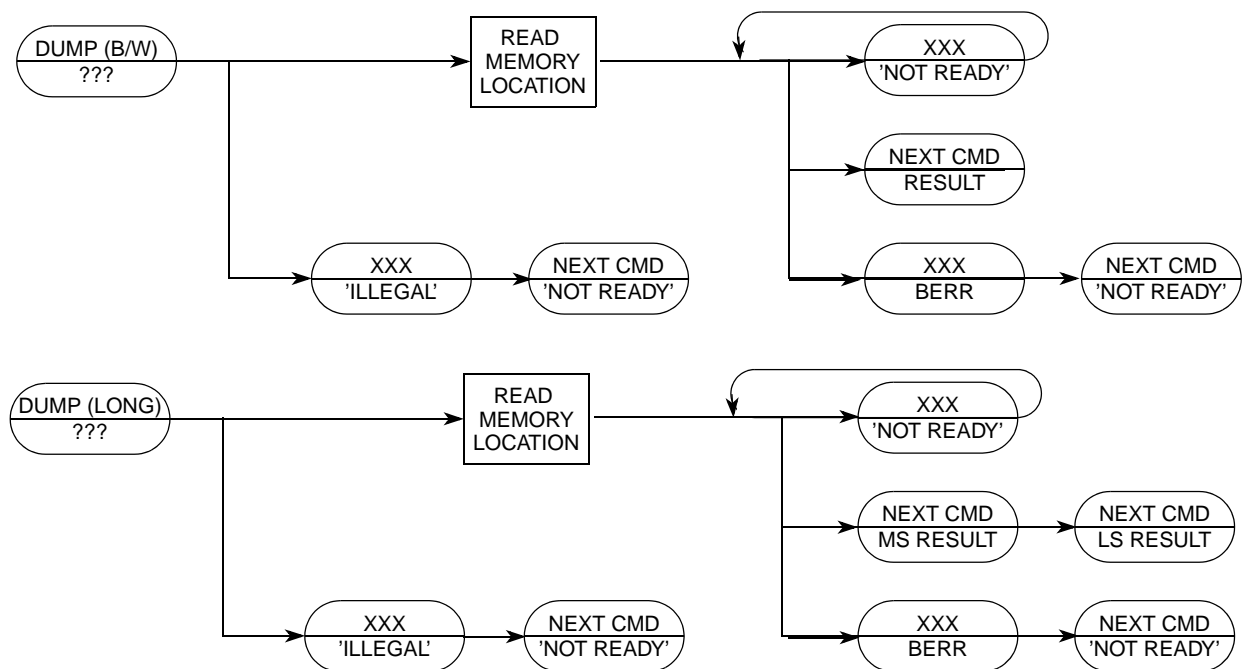 DUMP (B/W)
???
READ
MEMORY
LOCATION
XXX
'NOT READY'
NEXT CMD
RESULT
XXX
'ILLEGAL'
NEXT CMD
'NOT READY'
XXX
BERR
NEXT CMD
'NOT READY'
DUMP (LONG)
???
READ
MEMORY
LOCATION
XXX
'NOT READY'
NEXT CMD
MS RESULT
NEXT CMD
LS RESULT
XXX
'ILLEGAL'
NEXT CMD
'NOT READY'
XXX
BERR
NEXT CMD
'NOT READY'